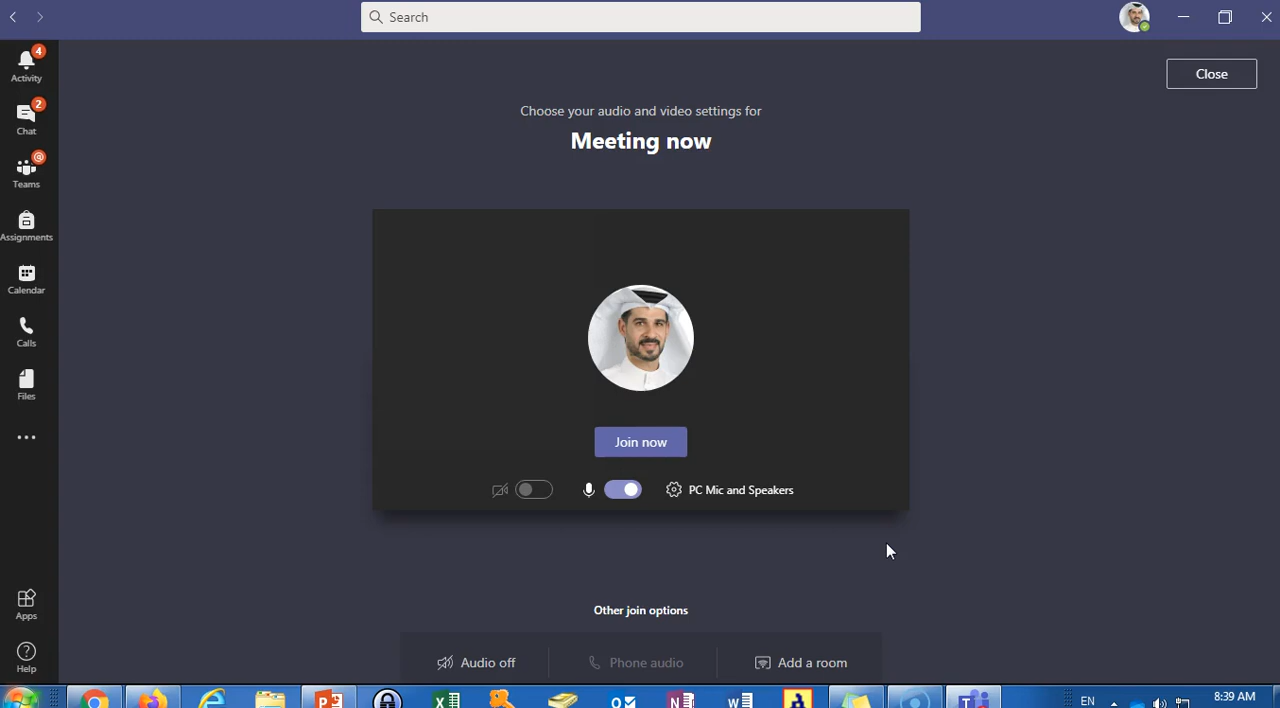 Search
4
Activity
Close
2
Chat
Choose your audio and video settings for
Meeting now
@
Teams
Assignments
Calendar
Calls
Files
Join now
PC Mic and Speakers
Other join options
Apps
Audio off
Phone audio
Add a room
?
Help
EN
8:39 AM